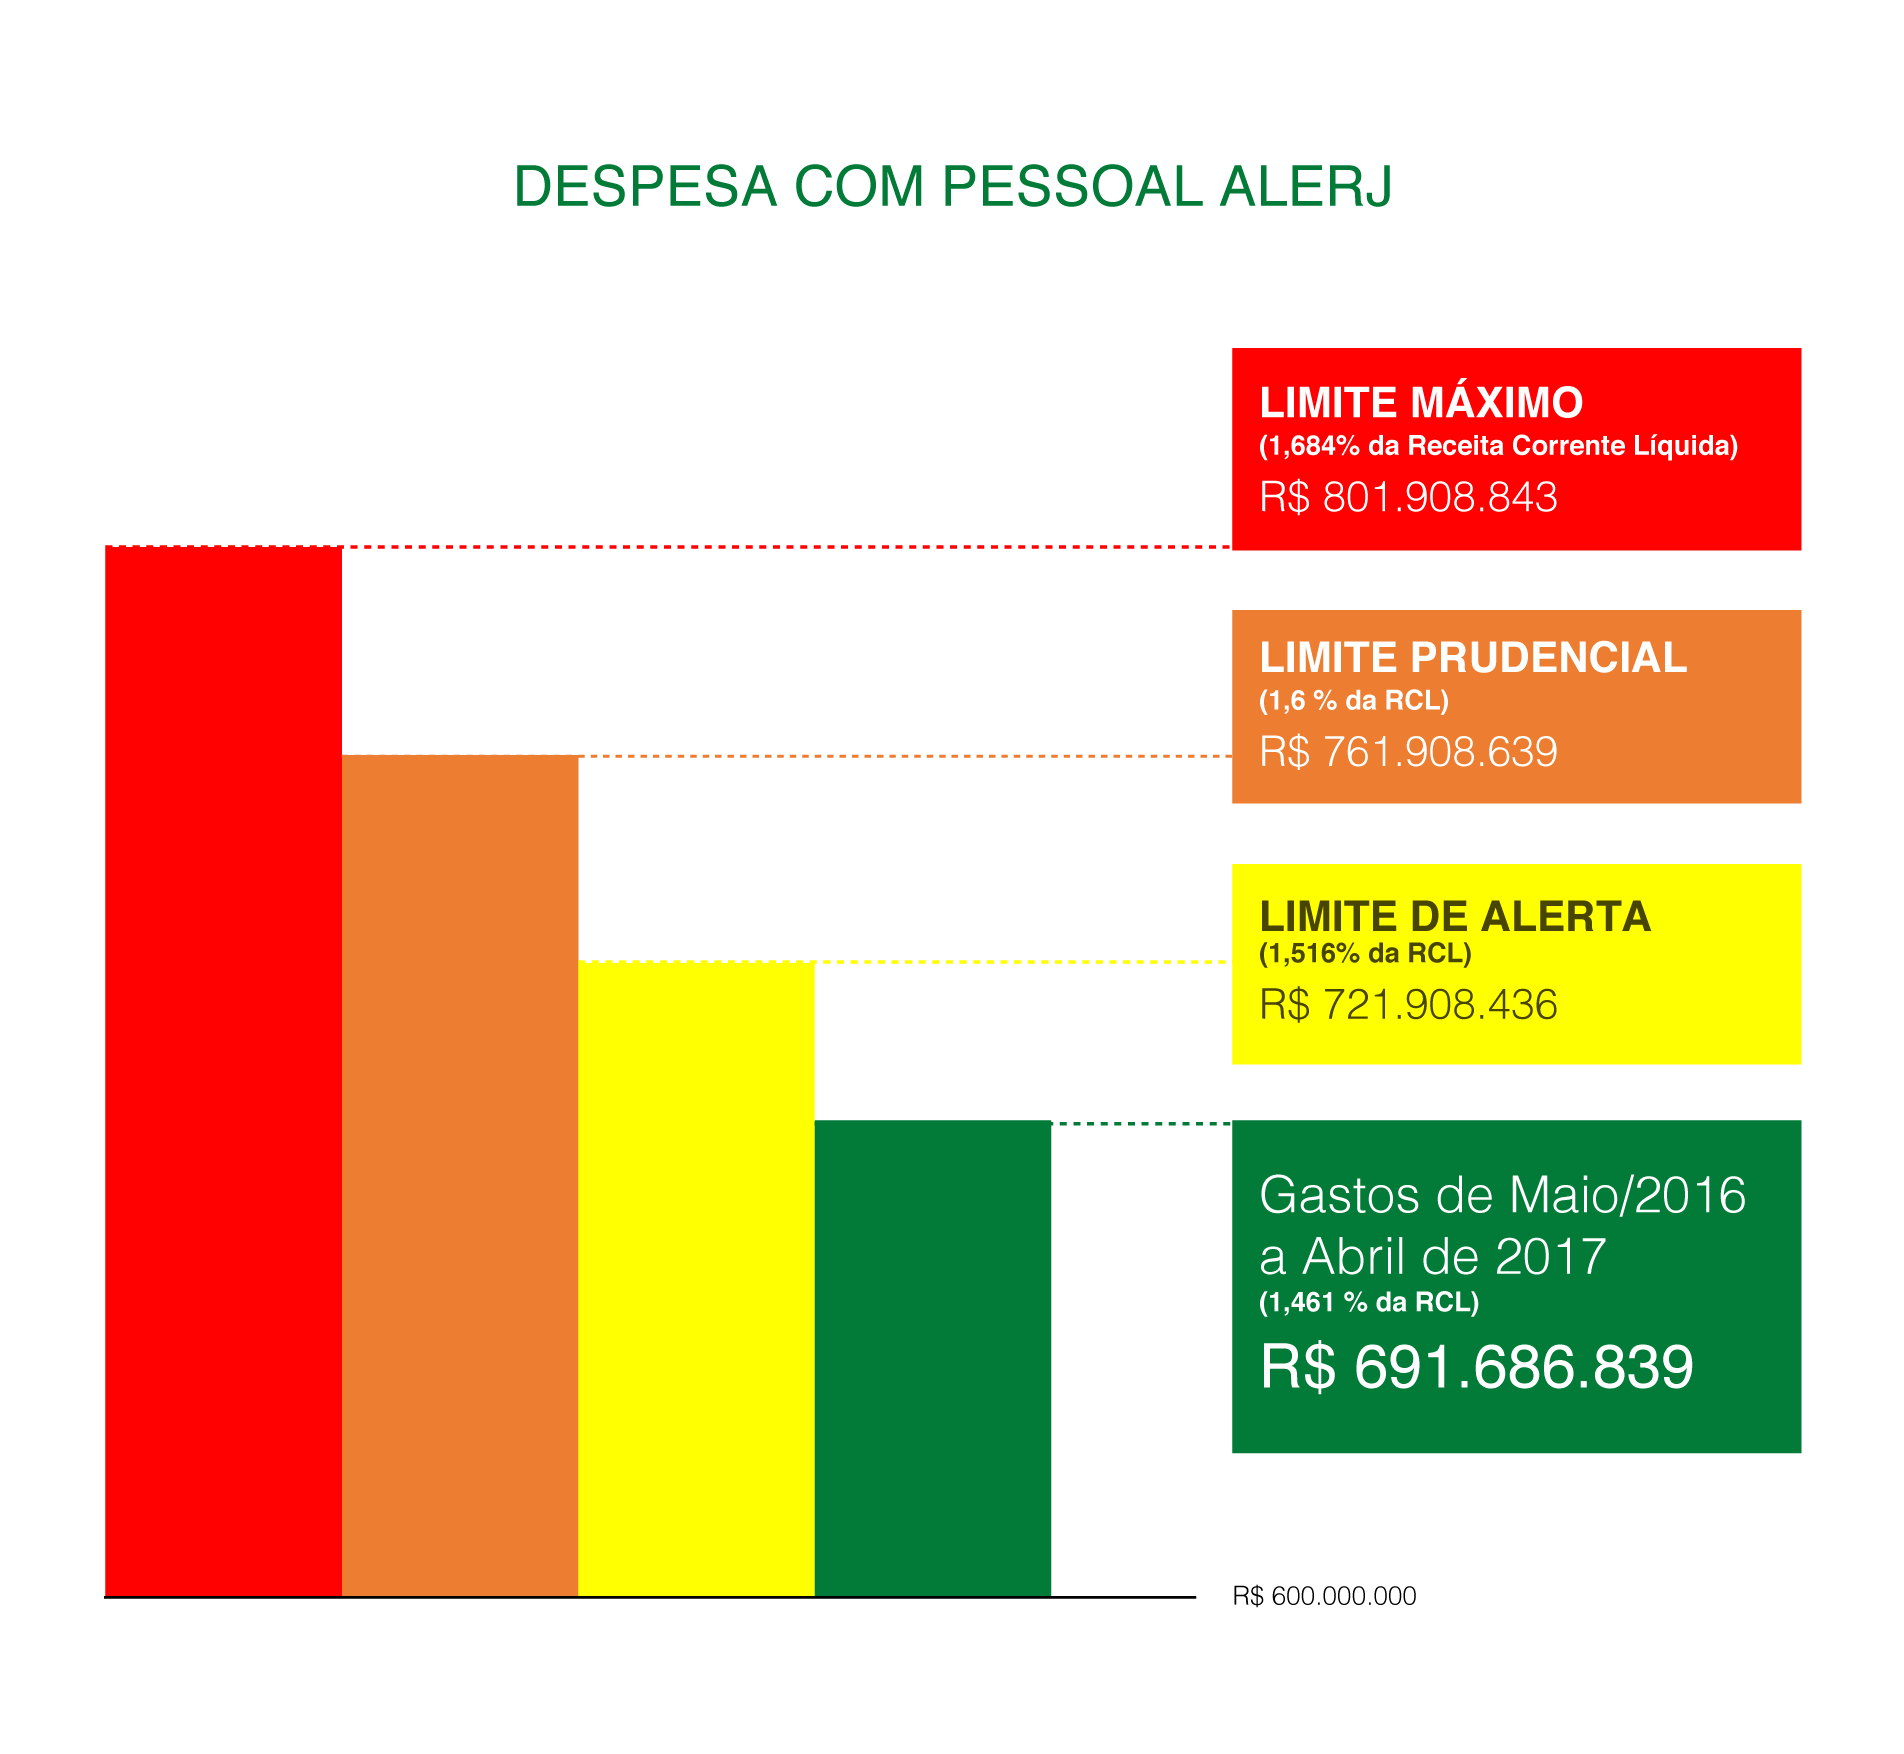 DESPESA COM PESSOAL ALERJ
LIMITE MÁXIMO
(1,684% da Receita Corrente Líquida)
R$ 801.908.843
LIMITE PRUDENCIAL
(1,6 % da RCL)
R$ 761.908.639
LIMITE DE ALERTA
(1,516% da RCL)
R$ 721.908.436
Gastos de Maio/2016
a Abril de 2017
(1,461 % da RCL)
R$ 691.686.839
R$ 600.000.000